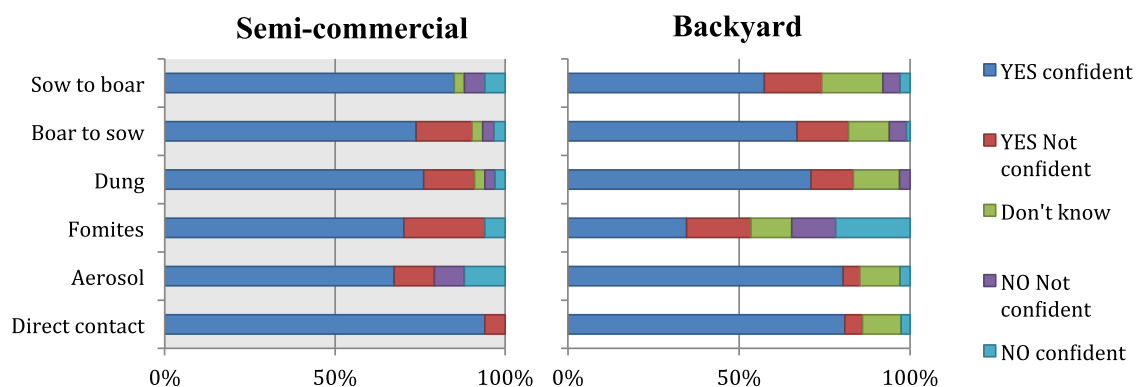 Semi-commercial
Backyard
Sow to boar
Boar to sow
Dung
Fomites
Aerosol
Direct contact
0%
50%
100%
0%
50%
100%
YES confident
YES Not
confident
Don't know
NO Not
confident
NO confident